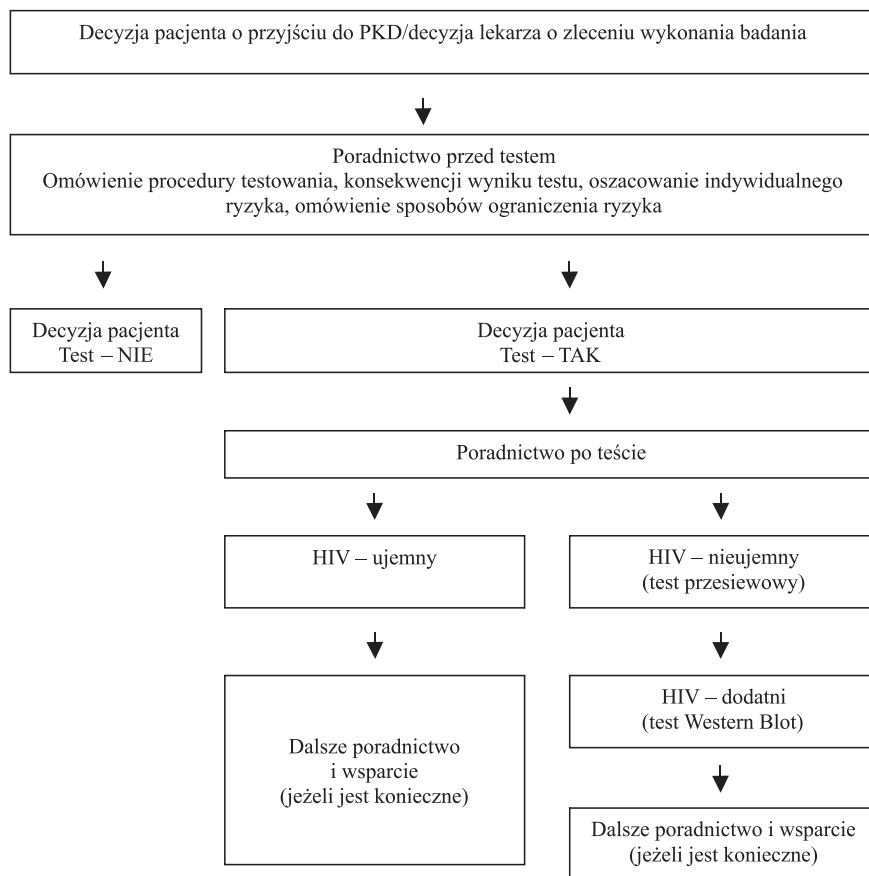 Decyzja pacjenta o przyjściu do PKD/decyzja lekarza o zleceniu wykonania badania
Poradnictwo przed testem
Omówienie procedury testowania, konsekwencji wyniku testu, oszacowanie indywidualnego
ryzyka, omówienie sposobów ograniczenia ryzyka
Decyzja pacjenta
Test – NIE
Decyzja pacjenta
Test – TAK
Poradnictwo po teście
HIV – ujemny
HIV – nieujemny
(test przesiewowy)
HIV – dodatni
(test Western Blot)
Dalsze poradnictwo
i wsparcie
(jeżeli jest konieczne)
Dalsze poradnictwo i wsparcie
(jeżeli jest konieczne)